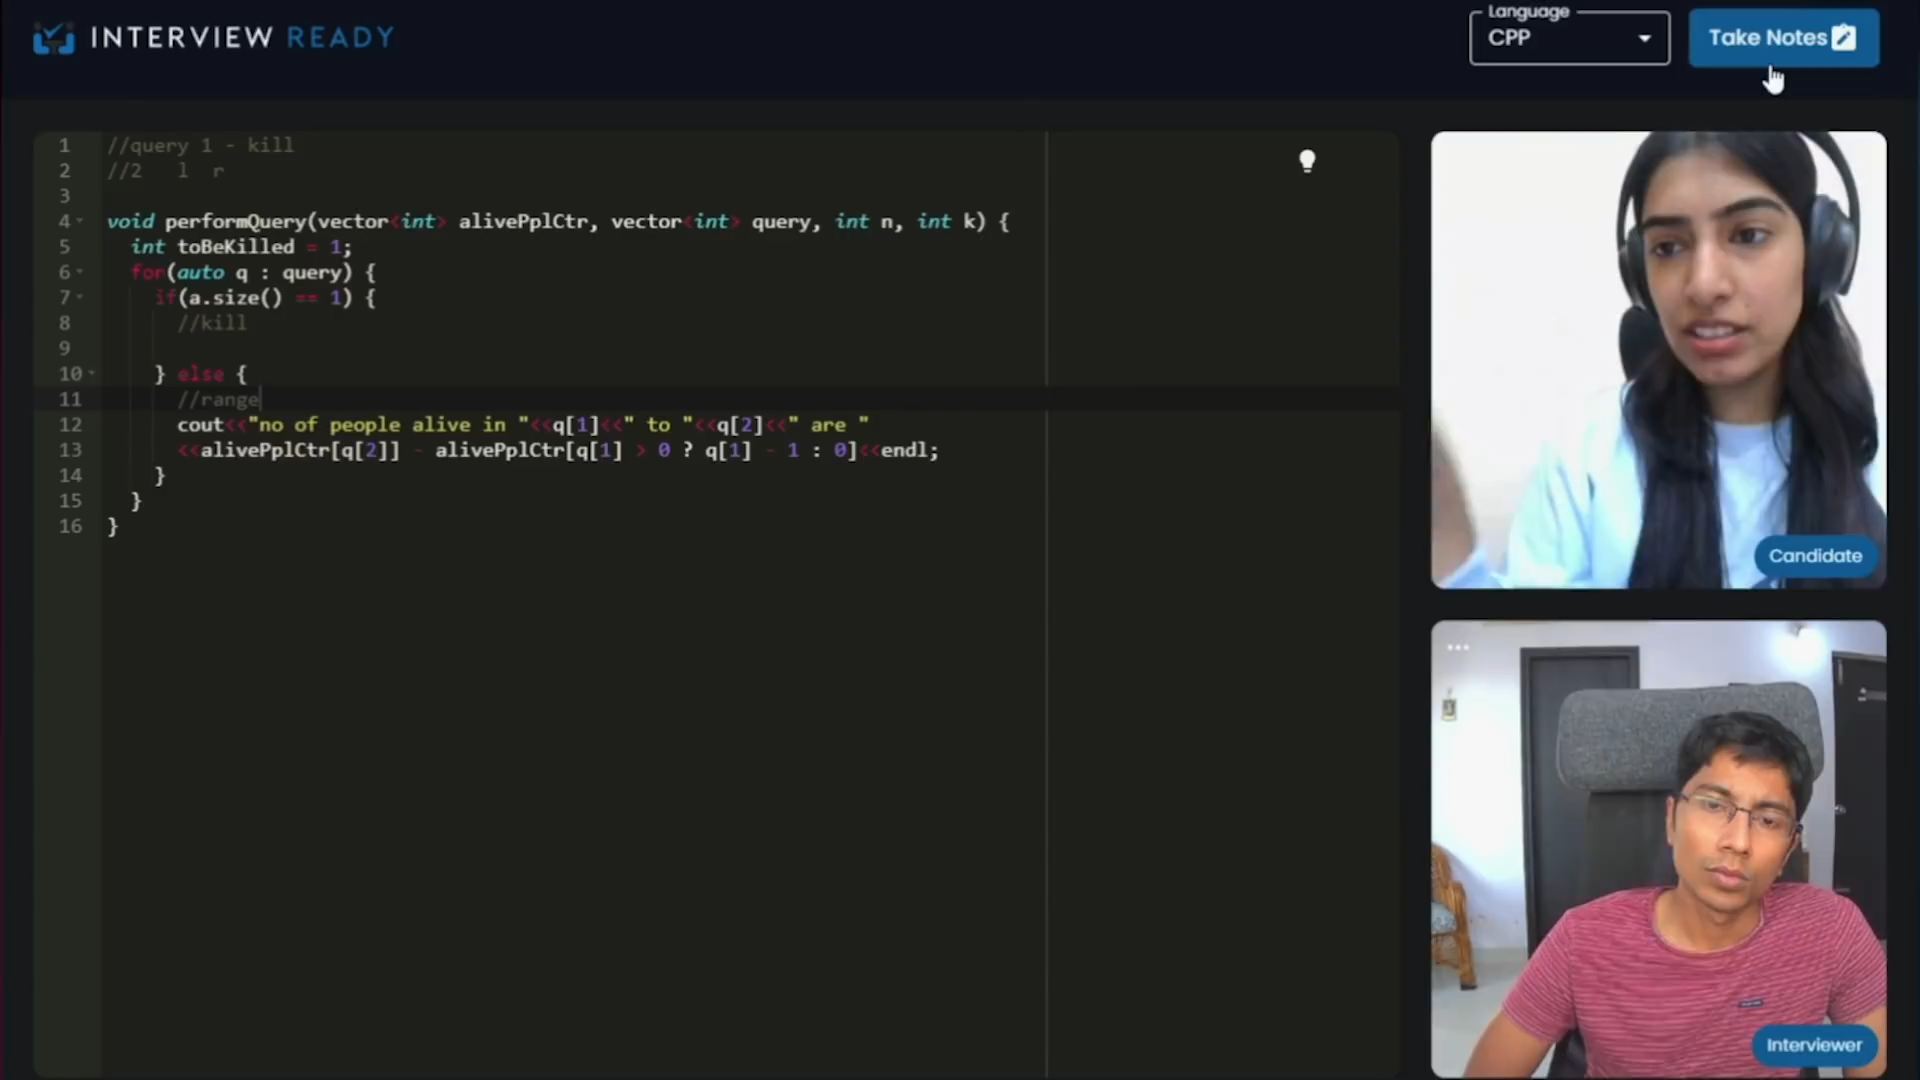 INTERVIEW READY
Language
CPP
Take Notes
1 //query 1 - kill
2 //2 l r
3
4 void performQuery(vector<int> alivePplCtr, vector<int> query, int n, int k) {
5 int toBeKilled = 1;
6 for(auto q : query) {
7 if(a.size() == 1) {
8 //kill
9
10 } else {
11 //range
12 cout<<"no of people alive in "<<q[1]<<" to "<<q[2]<<" are "
13 <<alivePplCtr[q[2]] - alivePplCtr[q[1] > 0 ? q[1] - 1 : 0]<<endl;
14 }
15 }
16 }
Candidate
Interviewer